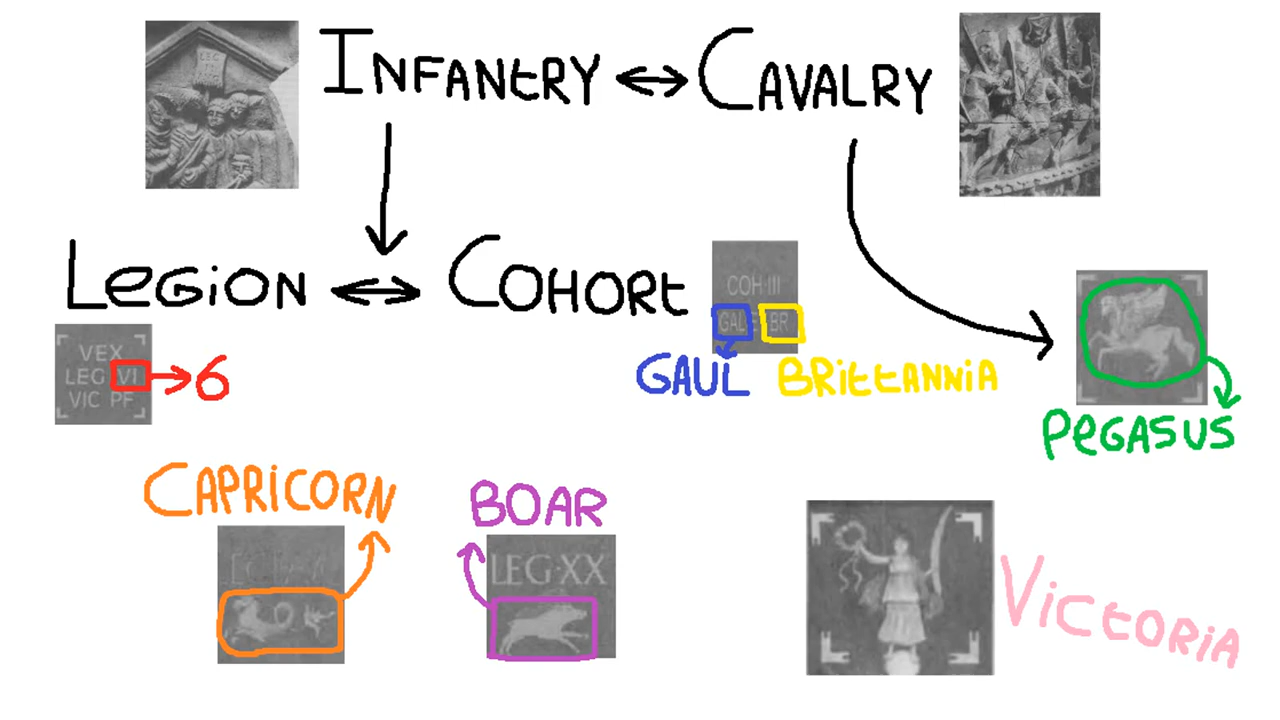 INFANTRY ↔ CAVALRY
LEG
LEGION ↔ COHORT
COH·III
GAL BR
VEX
LEG VI
VIC PF
6
GAUL BRITTANNIA
PEGASUS
CAPRICORN
BOAR
LEG·XX
VICTORIA